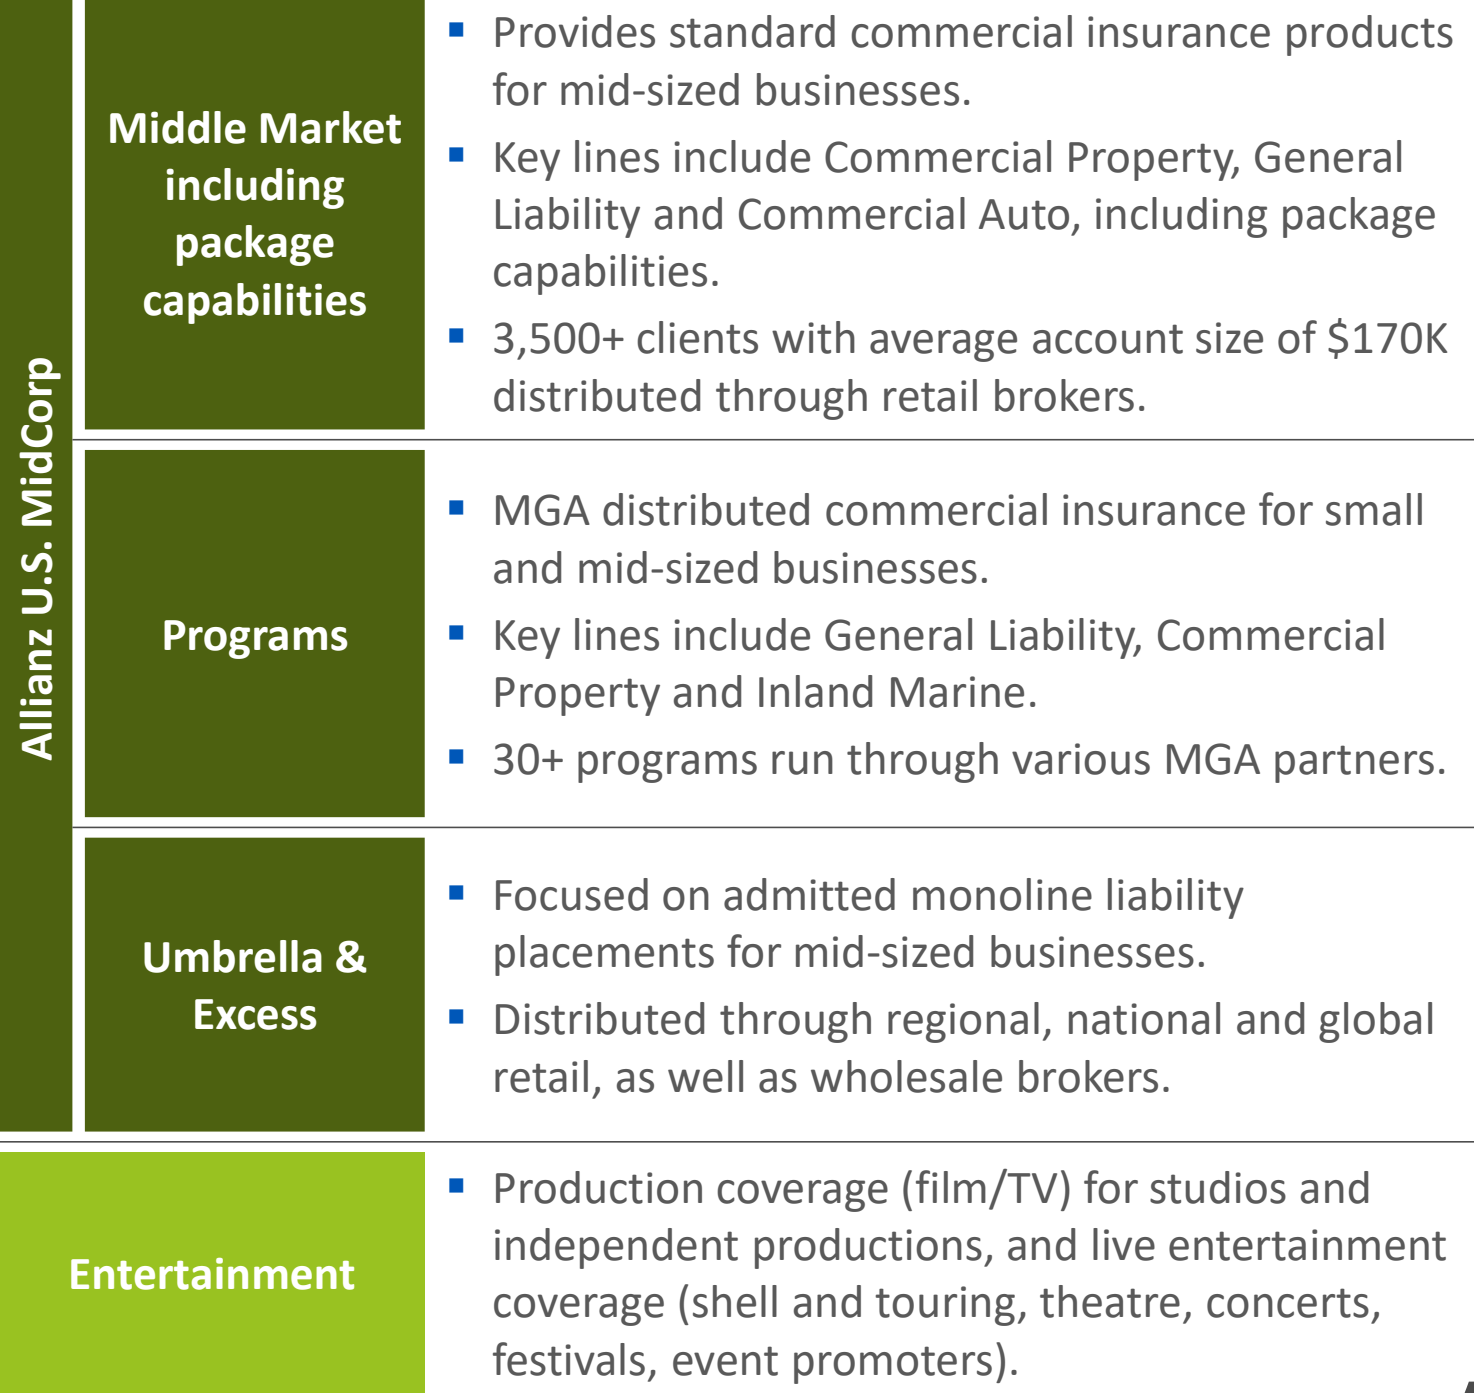 Allianz U.S. MidCorp
Middle Market
including
package
capabilities
Provides standard commercial insurance products
for mid-sized businesses.
Key lines include Commercial Property, General
Liability and Commercial Auto, including package
capabilities.
3,500+ clients with average account size of $170K
distributed through retail brokers.
Programs
MGA distributed commercial insurance for small
and mid-sized businesses.
Key lines include General Liability, Commercial
Property and Inland Marine.
30+ programs run through various MGA partners.
Umbrella &
Excess
Focused on admitted monoline liability
placements for mid-sized businesses.
Distributed through regional, national and global
retail, as well as wholesale brokers.
Entertainment
Production coverage (film/TV) for studios and
independent productions, and live entertainment
coverage (shell and touring, theatre, concerts,
festivals, event promoters).